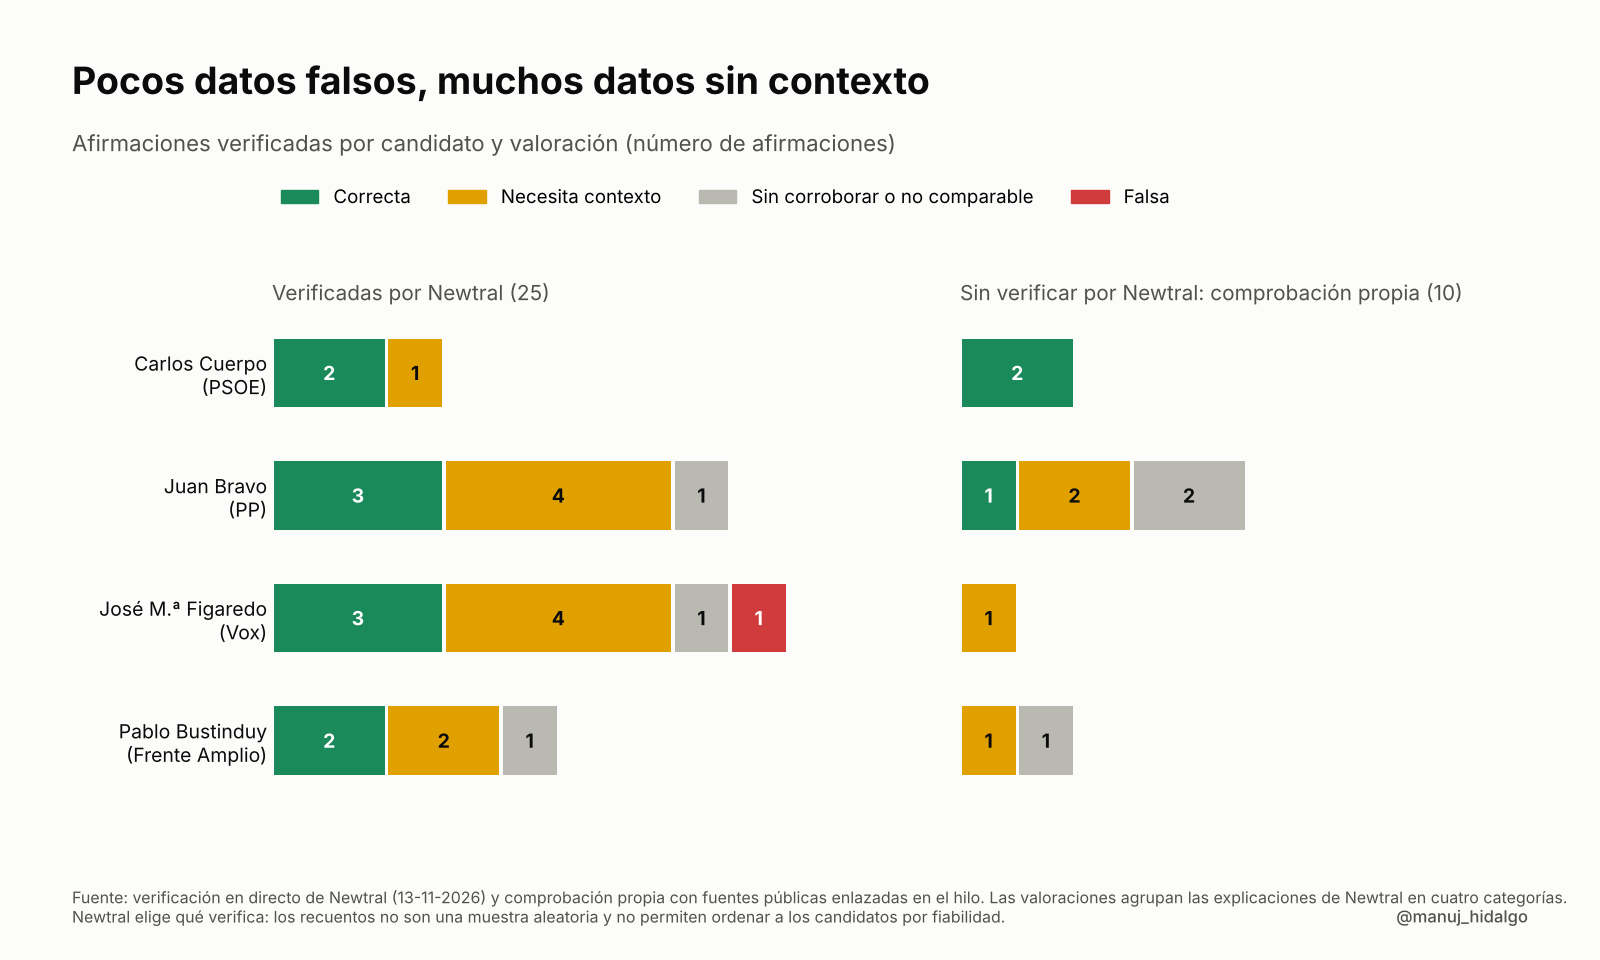 Pocos datos falsos, muchos datos sin contexto
Afirmaciones verificadas por candidato y valoración (número de afirmaciones)
Correcta
Necesita contexto
Sin corroborar o no comparable
Falsa
Verificadas por Newtral (25)
Sin verificar por Newtral: comprobación propia (10)
Carlos Cuerpo
(PSOE)
2
1
2
Juan Bravo
(PP)
3
4
1
1
2
2
José M.ª Figaredo
(Vox)
3
4
1
1
1
Pablo Bustinduy
(Frente Amplio)
2
2
1
1
1
Fuente: verificación en directo de Newtral (13-11-2026) y comprobación propia con fuentes públicas enlazadas en el hilo. Las valoraciones agrupan las explicaciones de Newtral en cuatro categorías.
Newtral elige qué verifica: los recuentos no son una muestra aleatoria y no permiten ordenar a los candidatos por fiabilidad.
@manuj_hidalgo